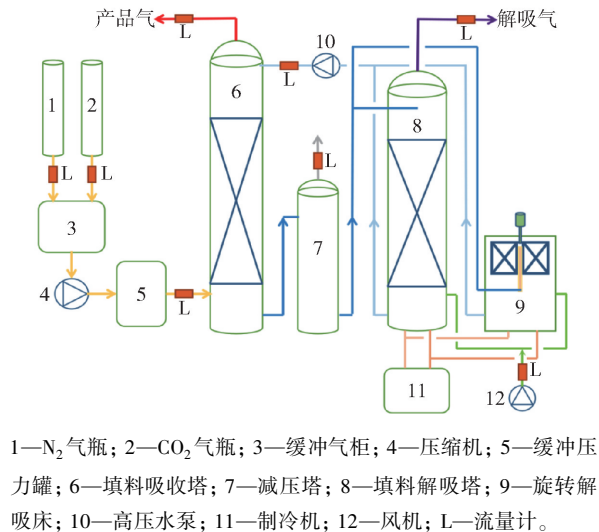 产品气
解吸气
L
L
L
10
1
2
6
8
L
L
L
3
7
4
5
L
9
L
11
12
1—N₂气瓶; 2—CO₂气瓶; 3—缓冲气柜; 4—压缩机; 5—缓冲压
力罐; 6—填料吸收塔; 7—减压塔; 8—填料解吸塔; 9—旋转解
吸床; 10—高压水泵; 11—制冷机; 12—风机; L—流量计。